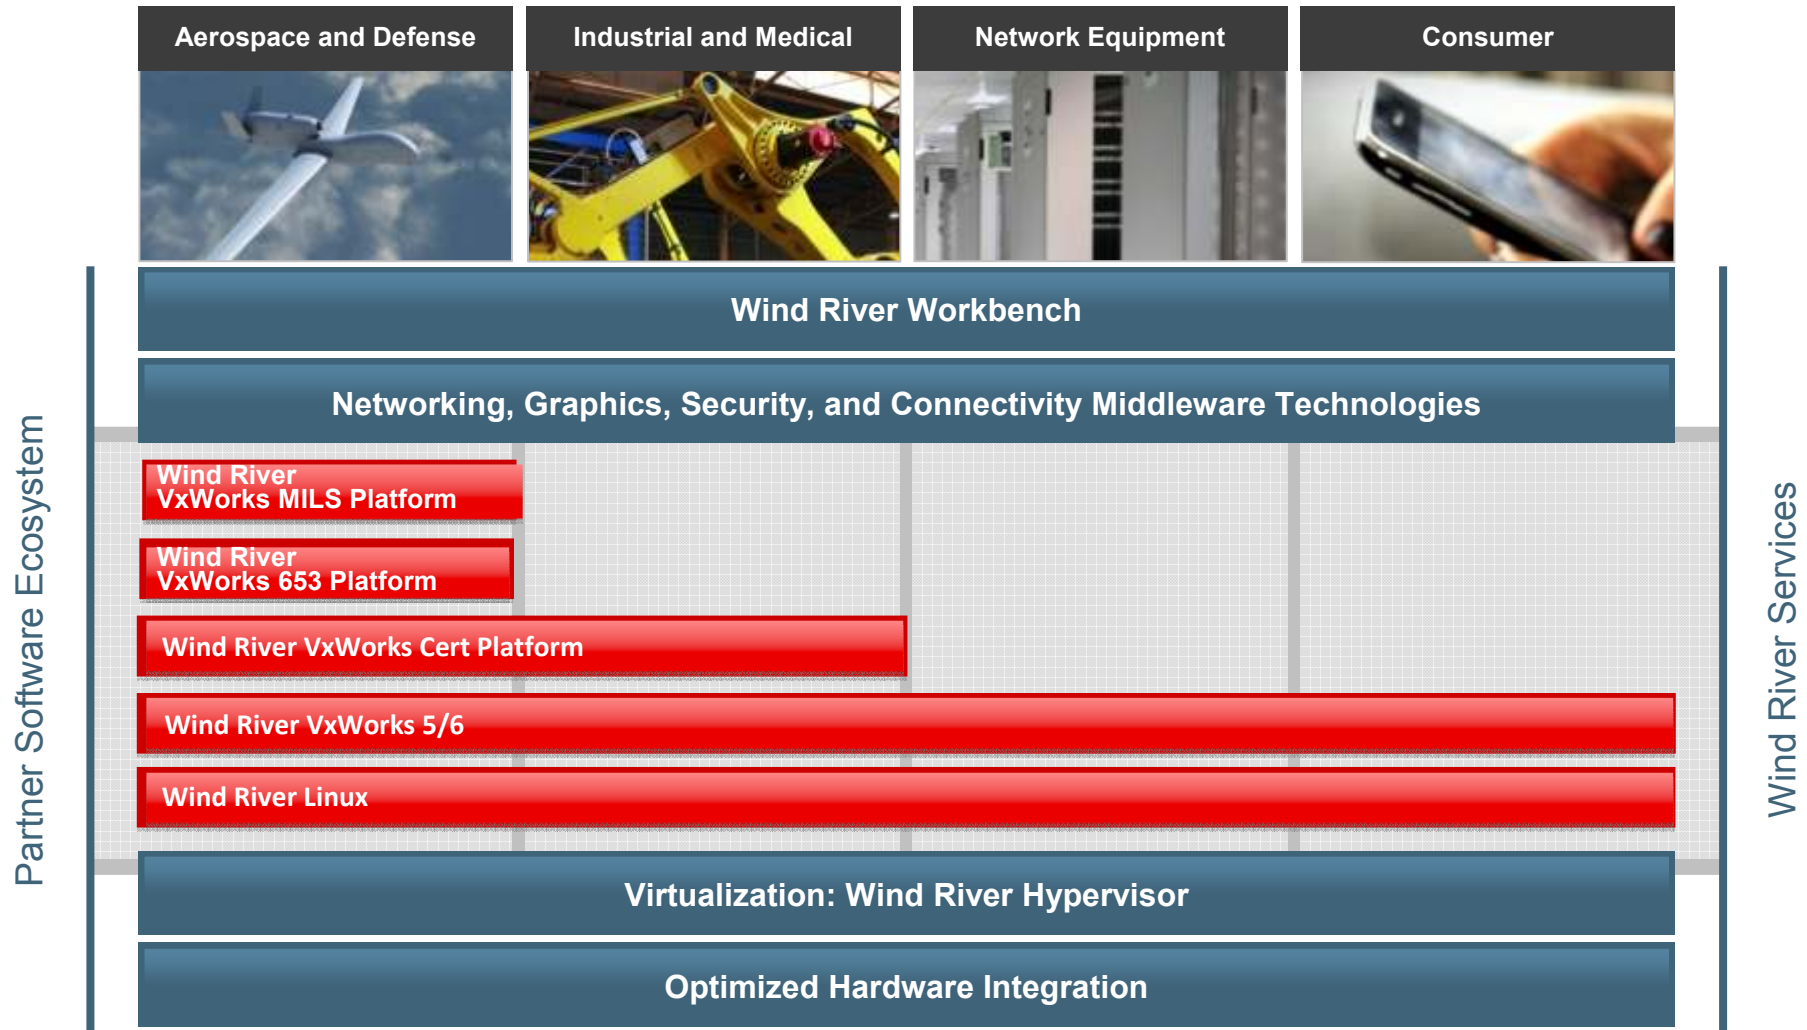 Aerospace and Defense
Industrial and Medical
Network Equipment
Consumer
Wind River Workbench
Networking, Graphics, Security, and Connectivity Middleware Technologies
Wind River
VxWorks MILS Platform
Wind River
VxWorks 653 Platform
Wind River VxWorks Cert Platform
Wind River VxWorks 5/6
Wind River Linux
Virtualization: Wind River Hypervisor
Optimized Hardware Integration
Partner Software Ecosystem
Wind River Services